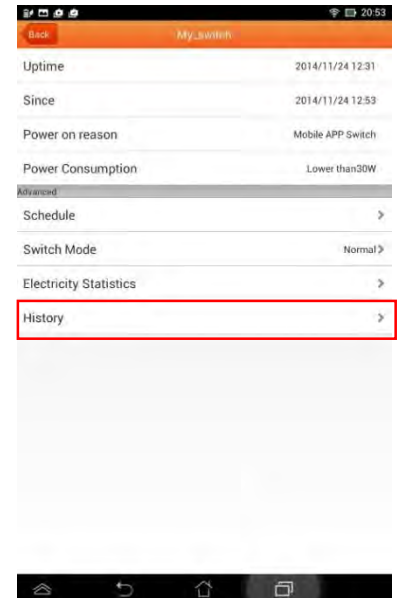 20:53
Back My_switch
Uptime 2014/11/24 12:31
Since 2014/11/24 12:53
Power on reason Mobile APP Switch
Power Consumption Lower than30W
Advanced
Schedule >
Switch Mode Normal >
Electricity Statistics >
History >